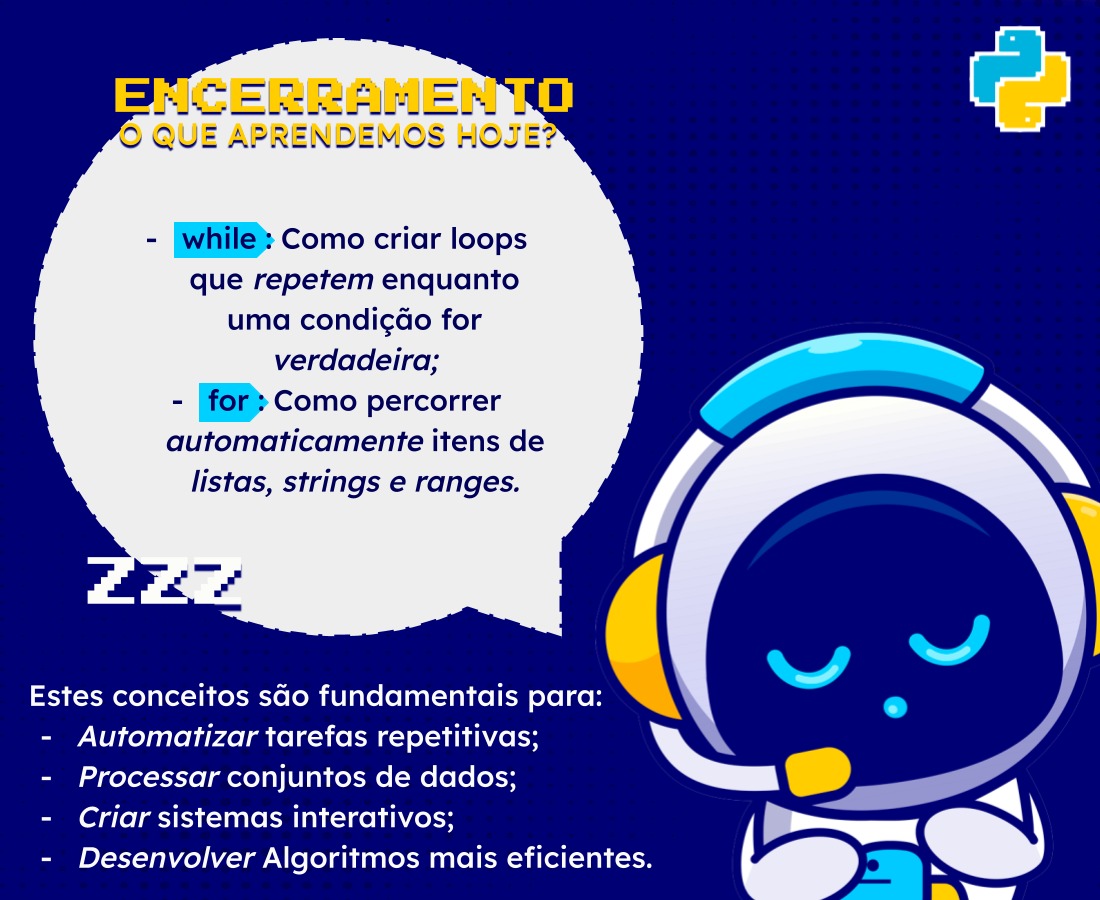 ENCERRAMENTO
O QUE APRENDEMOS HOJE?
- while : Como criar loops
que repetem enquanto
uma condição for
verdadeira;
- for : Como percorrer
automaticamente itens de
listas, strings e ranges.
ZZZ
Estes conceitos são fundamentais para:
- Automatizar tarefas repetitivas;
- Processar conjuntos de dados;
- Criar sistemas interativos;
- Desenvolver Algoritmos mais eficientes.